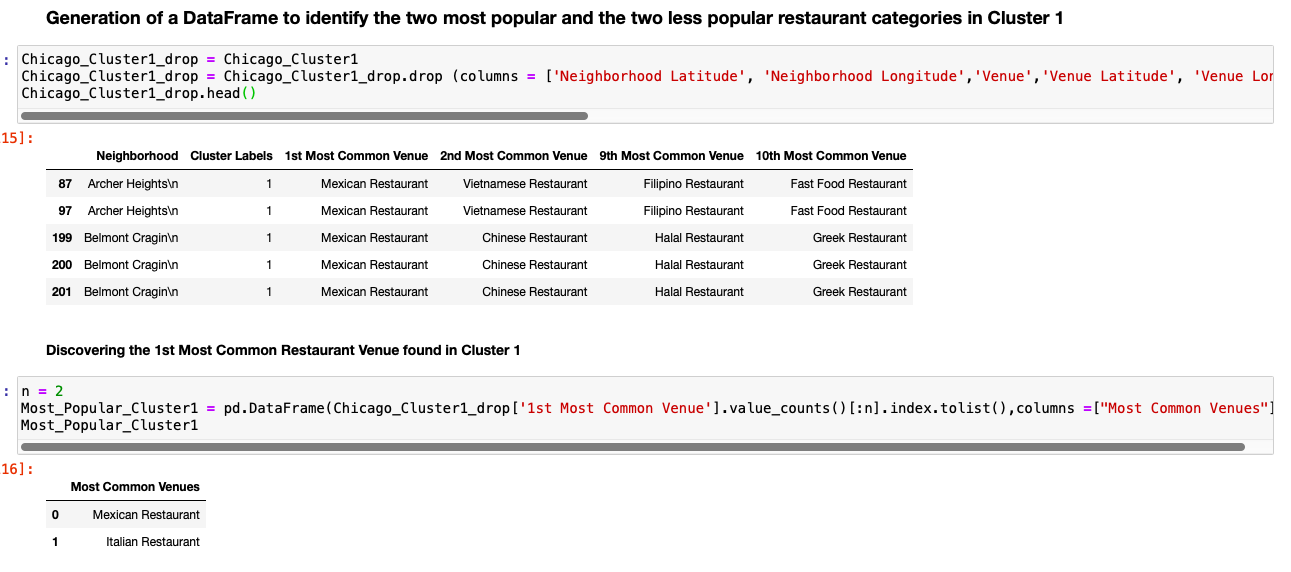 Generation of a DataFrame to identify the two most popular and the two less popular restaurant categories in Cluster 1
: Chicago_Cluster1_drop = Chicago_Cluster1
Chicago_Cluster1_drop = Chicago_Cluster1_drop.drop (columns = ['Neighborhood Latitude', 'Neighborhood Longitude','Venue','Venue Latitude', 'Venue Lon
Chicago_Cluster1_drop.head()
15]:
Neighborhood Cluster Labels 1st Most Common Venue 2nd Most Common Venue 9th Most Common Venue 10th Most Common Venue
87 Archer Heights\n 1 Mexican Restaurant Vietnamese Restaurant Filipino Restaurant Fast Food Restaurant
97 Archer Heights\n 1 Mexican Restaurant Vietnamese Restaurant Filipino Restaurant Fast Food Restaurant
199 Belmont Cragin\n 1 Mexican Restaurant Chinese Restaurant Halal Restaurant Greek Restaurant
200 Belmont Cragin\n 1 Mexican Restaurant Chinese Restaurant Halal Restaurant Greek Restaurant
201 Belmont Cragin\n 1 Mexican Restaurant Chinese Restaurant Halal Restaurant Greek Restaurant
Discovering the 1st Most Common Restaurant Venue found in Cluster 1
: n = 2
Most_Popular_Cluster1 = pd.DataFrame(Chicago_Cluster1_drop['1st Most Common Venue'].value_counts()[:n].index.tolist(),columns =["Most Common Venues"]
Most_Popular_Cluster1
16]:
Most Common Venues
0 Mexican Restaurant
1 Italian Restaurant